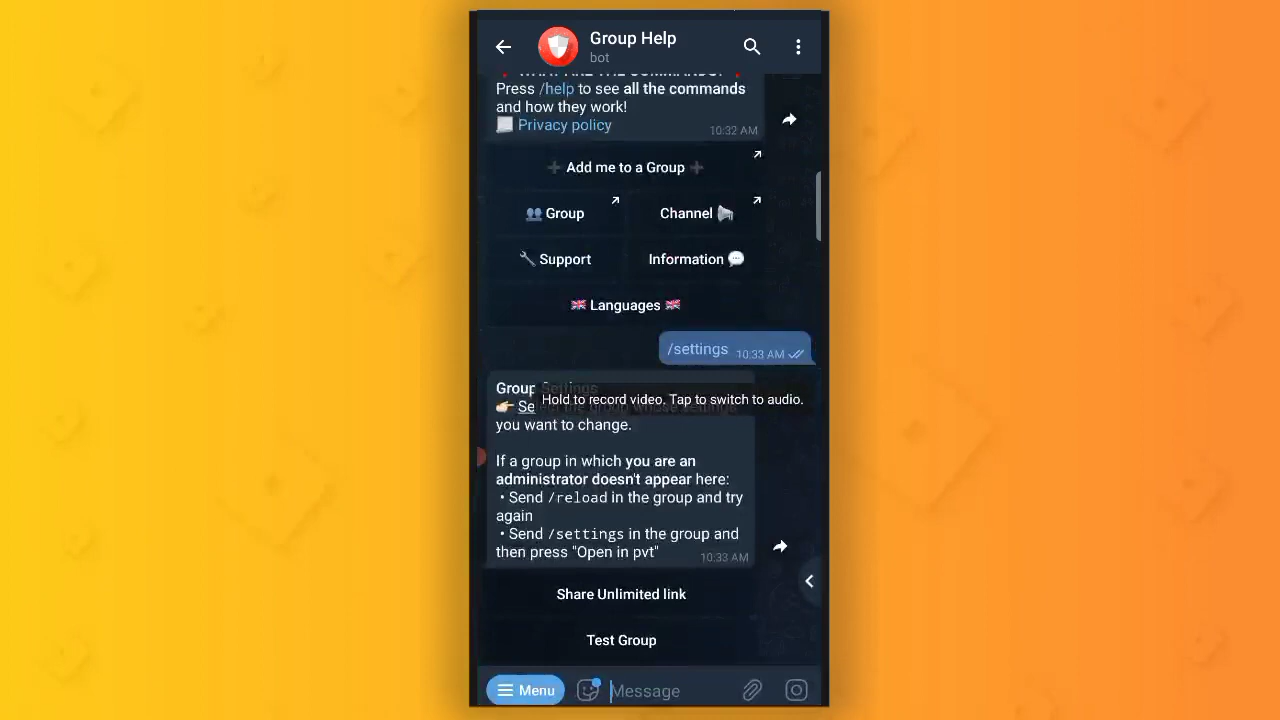 Group Help
bot
Press /help to see all the commands
and how they work!
Privacy policy
10:32 AM
Add me to a Group
Group
Channel
Support
Information
Languages
/settings 10:33 AM
Group Settings
Hold to record video. Tap to switch to audio.
you want to change.
If a group in which you are an
administrator doesn't appear here:
• Send /reload in the group and try
again
• Send /settings in the group and
then press "Open in pvt"
10:33 AM
Share Unlimited link
Test Group
Menu
Message